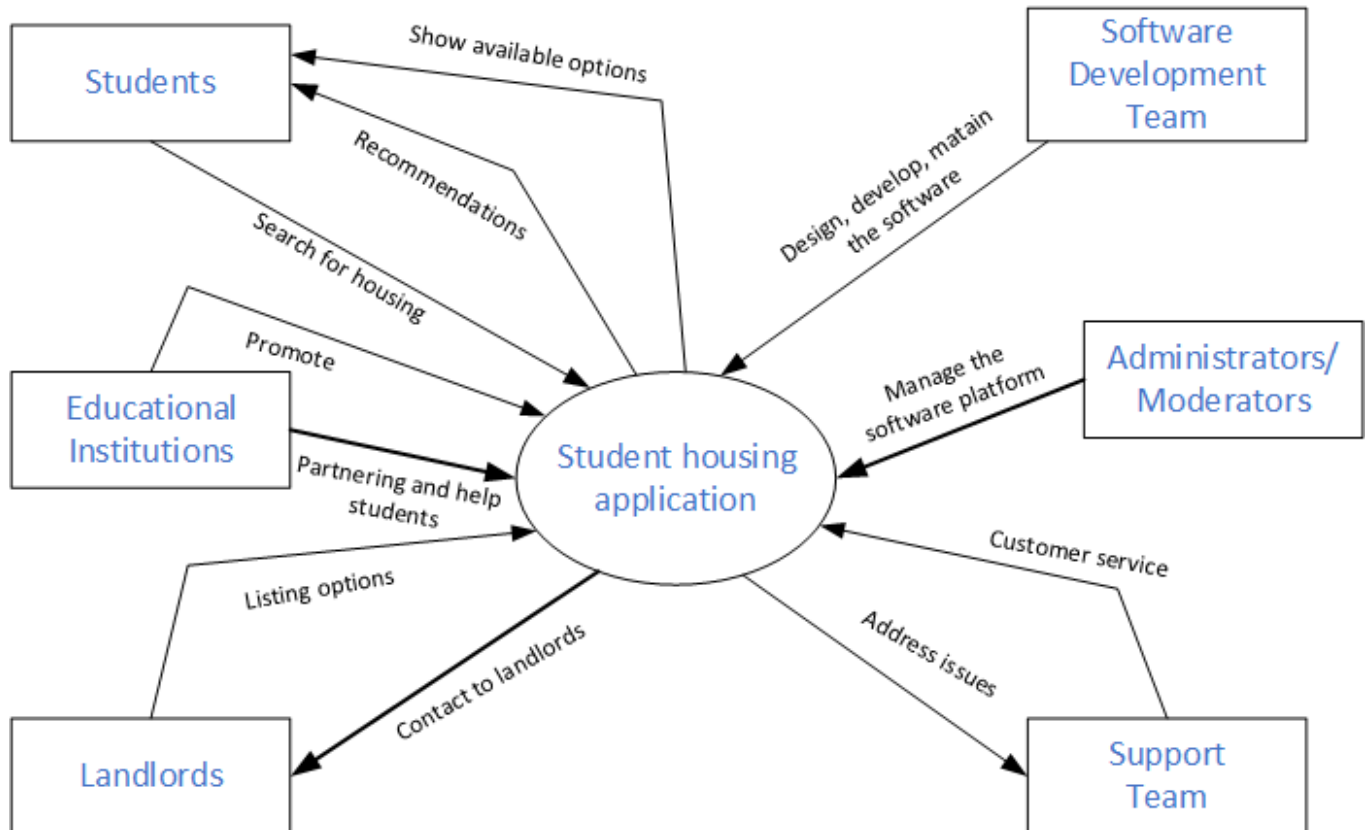 Students
Show available options
Software
Development
Team
Recommendations
Search for housing
Design, develop, matain
the software
Promote
Educational
Institutions
Partnering and help
students
Student housing
application
Manage the
software platform
Administrators/
Moderators
Listing options
Contact to landlords
Landlords
Customer service
Address issues
Support
Team